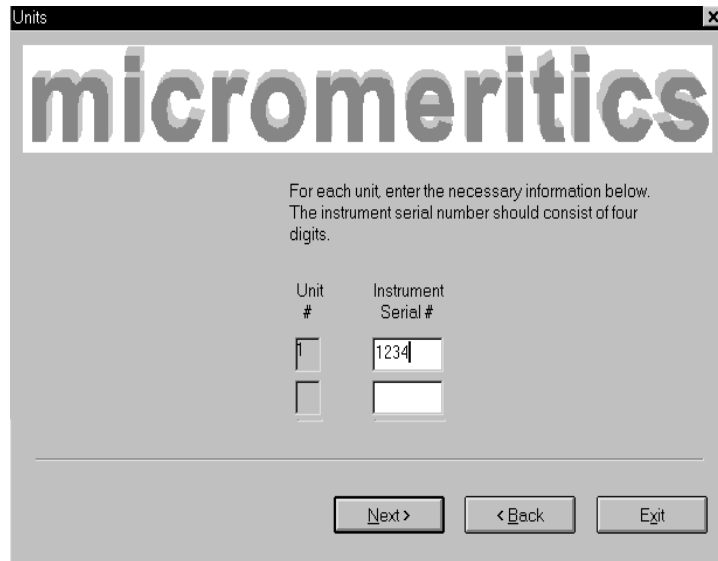 Units
micromeritics
For each unit, enter the necessary information below.
The instrument serial number should consist of four
digits.
Unit Instrument
# Serial #
1 1234
Next > < Back Exit